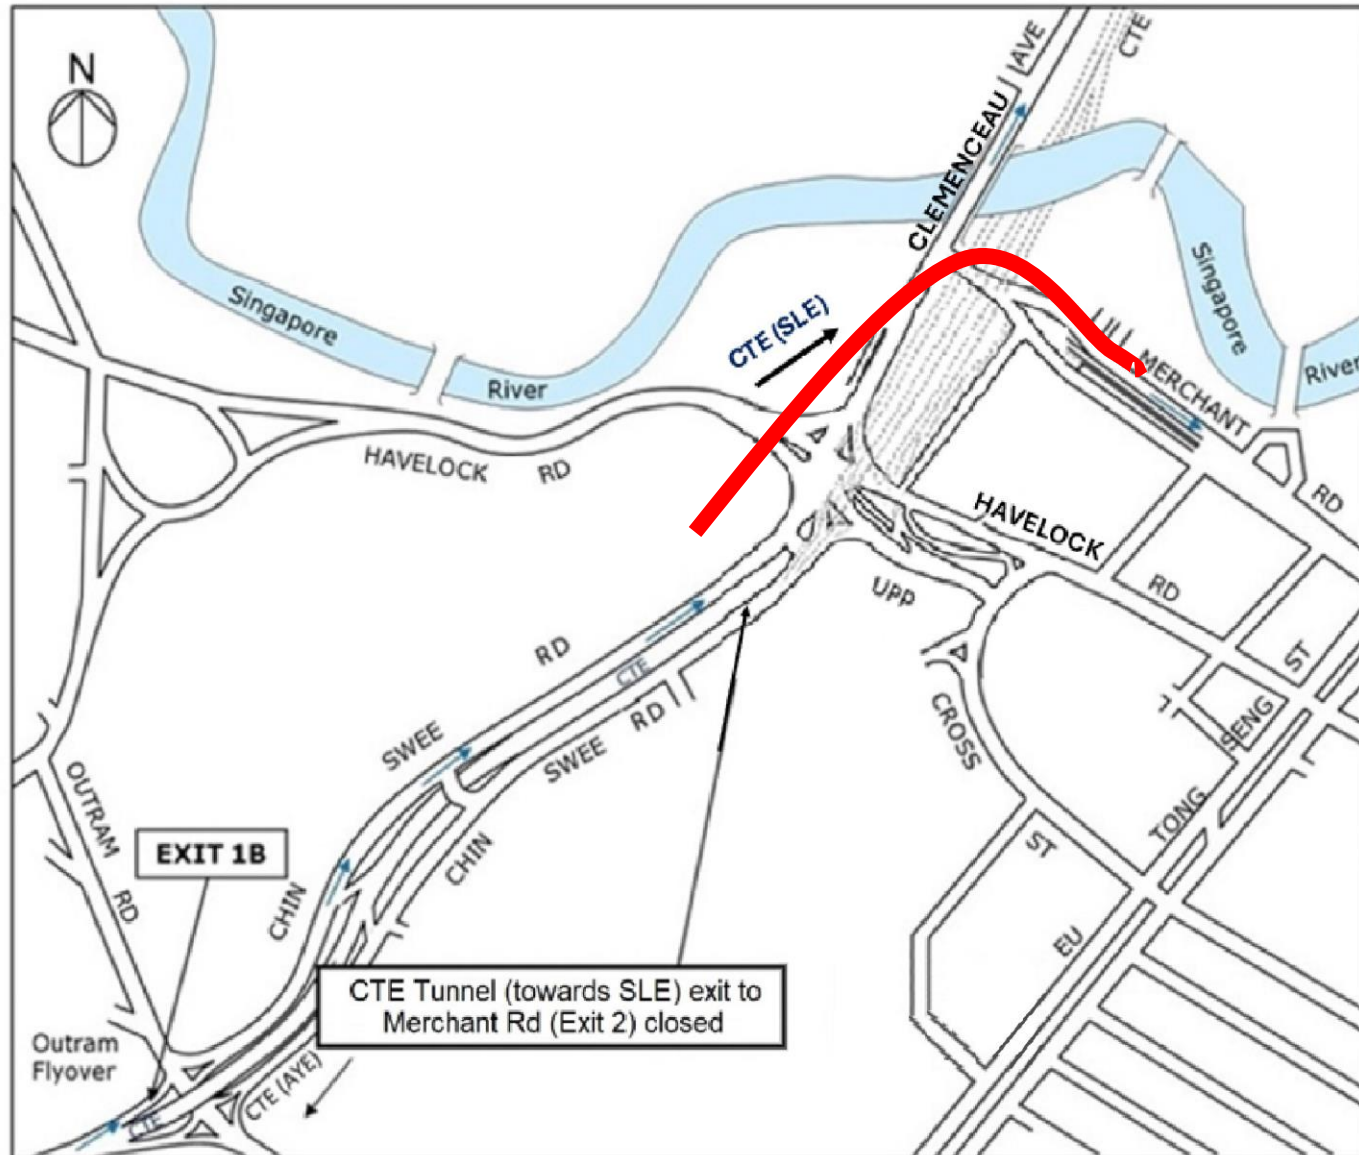 N
AVE
CTE
CLEMENCEAU
Singapore
River
CTE (SLE)
Singapore
River
MERCHANT
RD
HAVELOCK
RD
HAVELOCK
RD
UPP
CROSS
ST
ST
SENG
TONG
EU
RD
SWEE
CTE
RD
SWEE
CHIN
CHIN
OUTRAM
RD
EXIT 1B
CTE Tunnel (towards SLE) exit to
Merchant Rd (Exit 2) closed
Outram
Flyover
CTE
CTE (AYE)